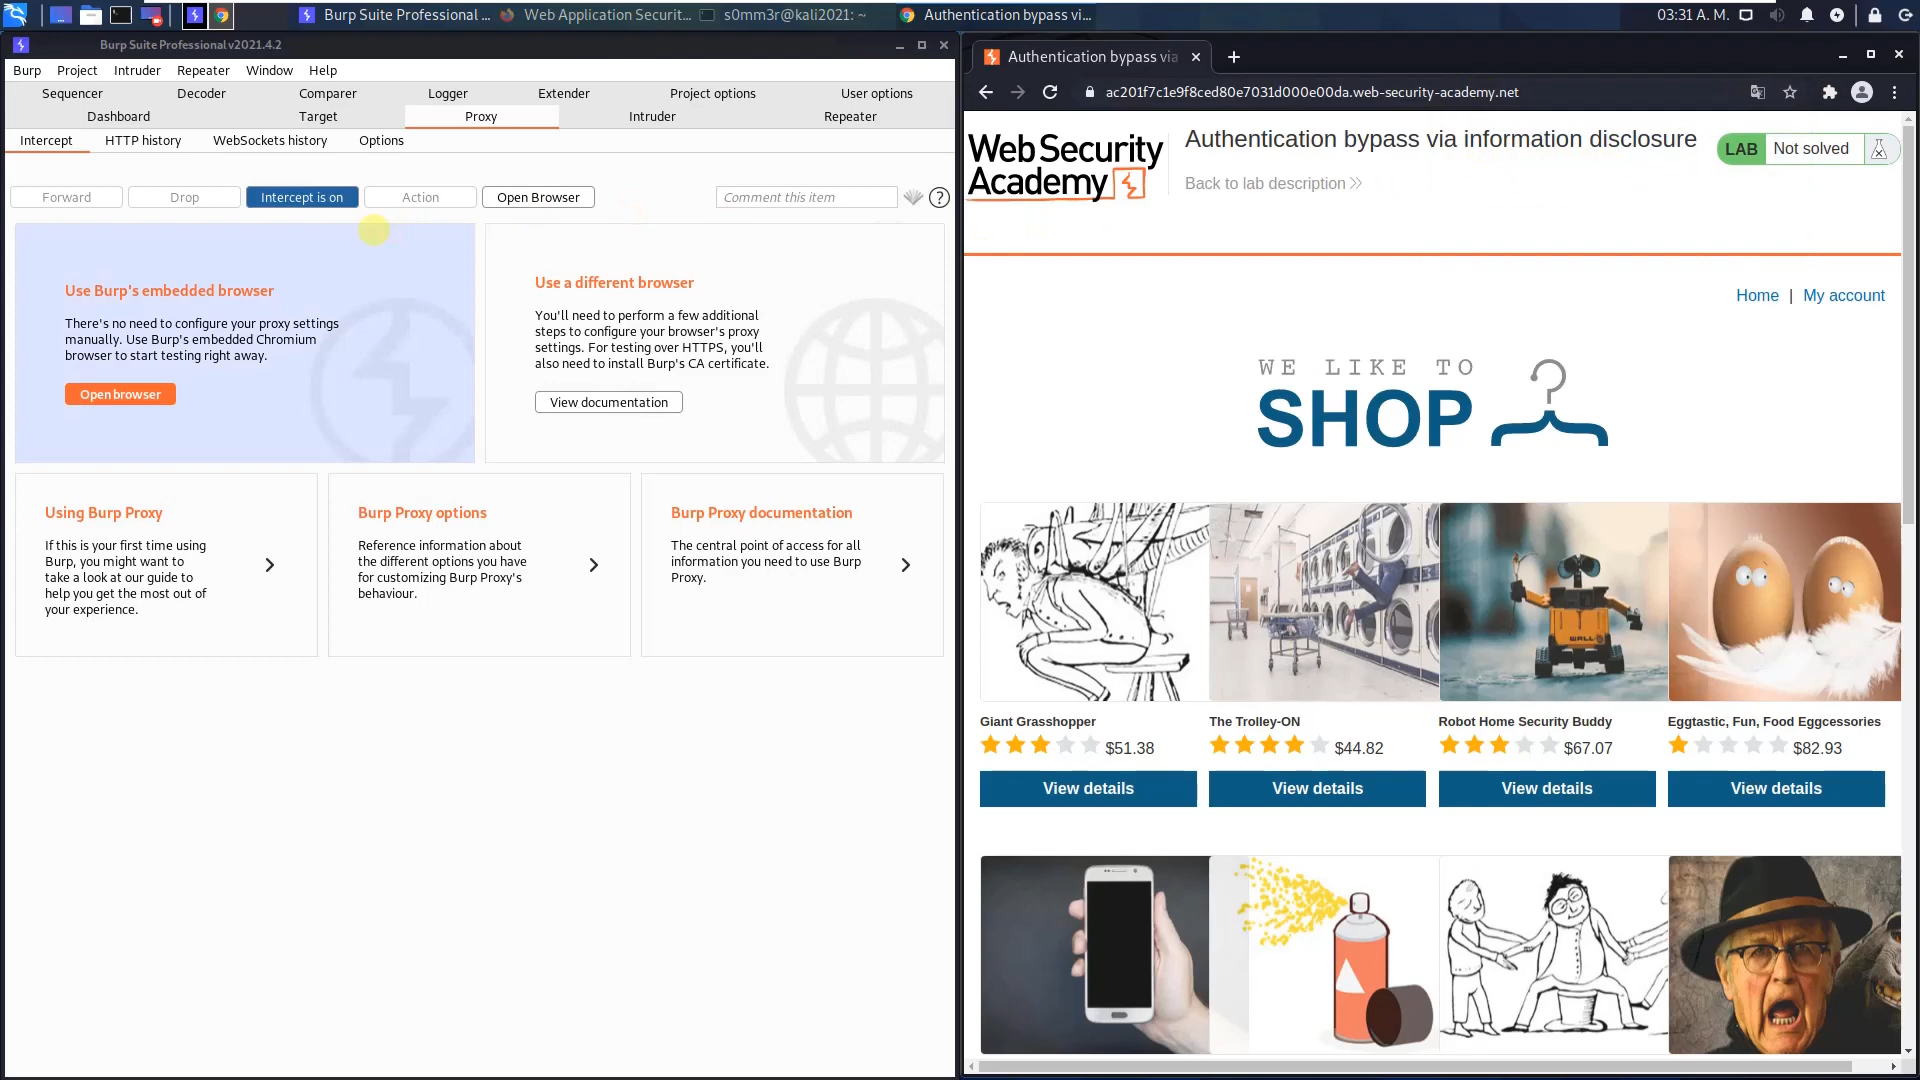 Burp Suite Professional ...
Web Application Securit...
s0mm3r@kali2021: ~
Authentication bypass vi...
03:31 A. M.
Burp Suite Professional v2021.4.2
Burp Project Intruder Repeater Window Help
Sequencer Decoder Comparer Logger Extender Project options User options
Dashboard Target Proxy Intruder Repeater
Intercept HTTP history WebSockets history Options
Forward Drop Intercept is on Action Open Browser Comment this item ?
Use Burp's embedded browser
There's no need to configure your proxy settings
manually. Use Burp's embedded Chromium
browser to start testing right away.
Open browser
Use a different browser
You'll need to perform a few additional
steps to configure your browser's proxy
settings. For testing over HTTPS, you'll
also need to install Burp's CA certificate.
View documentation
Using Burp Proxy
If this is your first time using
Burp, you might want to
take a look at our guide to
help you get the most out of
your experience.
Burp Proxy options
Reference information about
the different options you have
for customizing Burp Proxy's
behaviour.
Burp Proxy documentation
The central point of access for all
information you need to use Burp
Proxy.
Authentication bypass via
ac201f7c1e9f8ced80e7031d000e00da.web-security-academy.net
Web Security
Academy
Authentication bypass via information disclosure
Back to lab description
LAB Not solved
Home | My account
WE LIKE TO
SHOP
WALL
Giant Grasshopper
$51.38
View details
The Trolley-ON
$44.82
View details
Robot Home Security Buddy
$67.07
View details
Eggtastic, Fun, Food Eggcessories
$82.93
View details